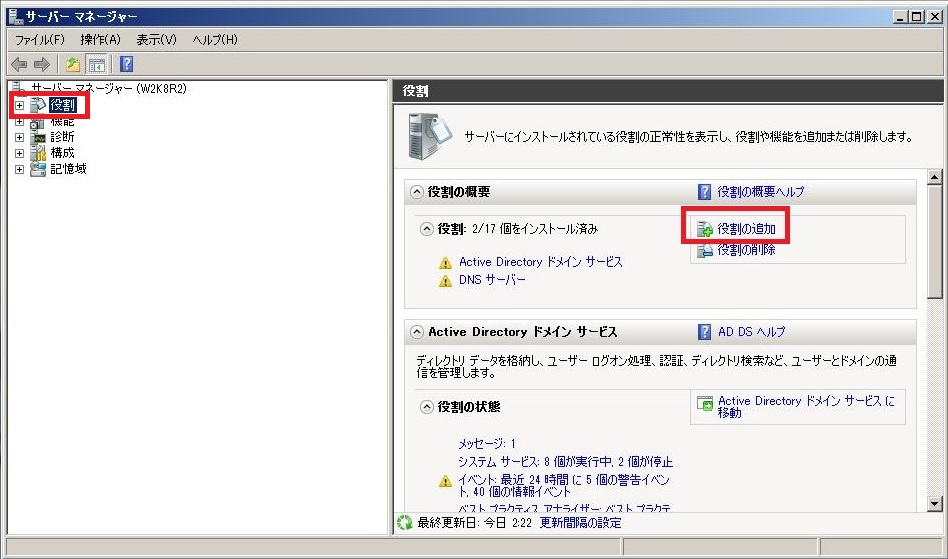 サーバー マネージャー
ファイル(F) 操作(A) 表示(V) ヘルプ(H)
サーバー マネージャー (W2K8R2)
役割
機能
診断
構成
記憶域
役割
サーバーにインストールされている役割の正常性を表示し、役割や機能を追加または削除します。
役割の概要
役割の概要ヘルプ
役割: 2/17 個をインストール済み
役割の追加
役割の削除
Active Directory ドメイン サービス
DNS サーバー
Active Directory ドメイン サービス
AD DS ヘルプ
ディレクトリ データを格納し、ユーザー ログオン処理、認証、ディレクトリ検索など、ユーザーとドメインの通
信を管理します。
役割の状態
Active Directory ドメイン サービス に
移動
メッセージ: 1
システム サービス: 8 個が実行中, 2 個が停止
イベント: 最近 24 時間 に 5 個の警告イベン
ト, 40 個の情報イベント
ベスト プラクティス アナライザー: ベスト プラクテ
最終更新日: 今日 2:22 更新間隔の設定